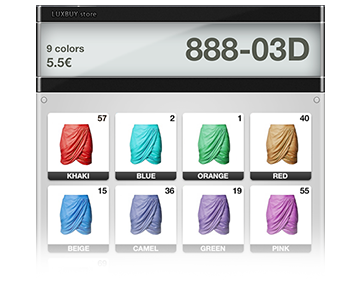 LUXBUY store
9 colors
5.5€
888-03D
57 2 1 40
KHAKI BLUE ORANGE RED
15 36 19 55
BEIGE CAMEL GREEN PINK